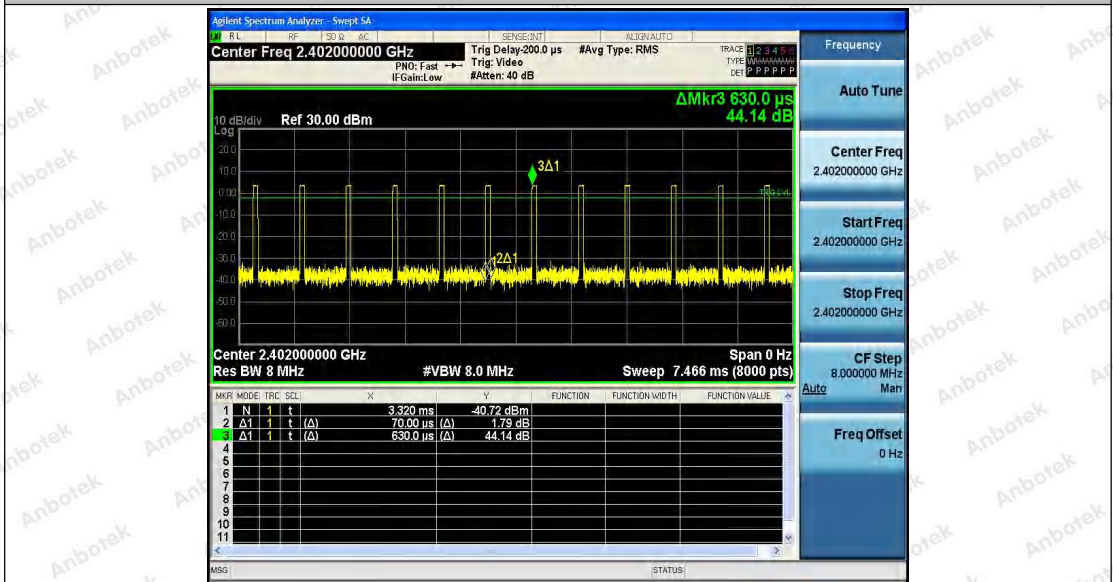 Agilent Spectrum Analyzer - Swept SA
RL RF 50 Ω AC SENSE:INT ALIGNAUTO
Center Freq 2.402000000 GHz
PNO: Fast
IFGain:Low
Trig Delay-200.0 µs
Trig: Video
#Atten: 40 dB
#Avg Type: RMS
TRACE 1 2 3 4 5 6
TYPE
DET P P P P P P
ΔMkr3 630.0 µs
44.14 dB
10 dB/div Ref 30.00 dBm
Log
20.0
10.0
0.00
-10.0
-20.0
-30.0
-40.0
-50.0
-60.0
3Δ1
TRIG LVL
2Δ1
Center 2.402000000 GHz Span 0 Hz
Res BW 8 MHz #VBW 8.0 MHz Sweep 7.466 ms (8000 pts)
MKR MODE TRC SCL X Y FUNCTION FUNCTION WIDTH FUNCTION VALUE
1 N 1 t 3.320 ms -40.72 dBm
2 Δ1 1 t (Δ) 70.00 µs (Δ) 1.79 dB
3 Δ1 1 t (Δ) 630.0 µs (Δ) 44.14 dB
4
5
6
7
8
9
10
11
MSG STATUS
Frequency
Auto Tune
Center Freq
2.402000000 GHz
Start Freq
2.402000000 GHz
Stop Freq
2.402000000 GHz
CF Step
8.000000 MHz
Auto Man
Freq Offset
0 Hz
Anbotek